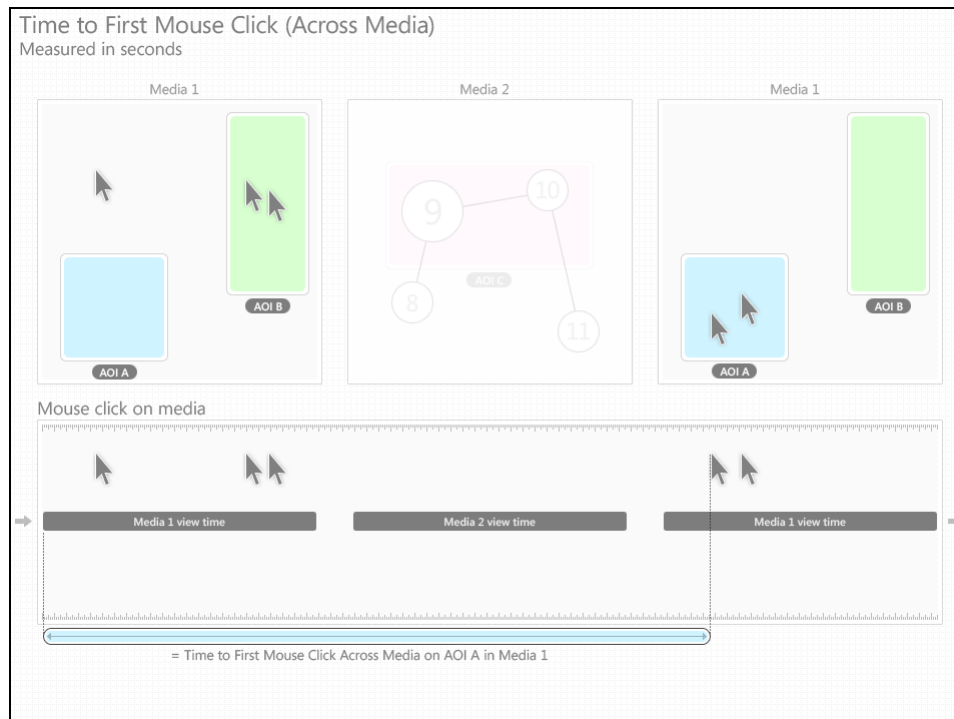 Time to First Mouse Click (Across Media)
Measured in seconds
Media 1
Media 2
Media 1
9
10
8
11
AOI A
AOI B
AOI C
AOI A
AOI B
Mouse click on media
Media 1 view time
Media 2 view time
Media 1 view time
= Time to First Mouse Click Across Media on AOI A in Media 1